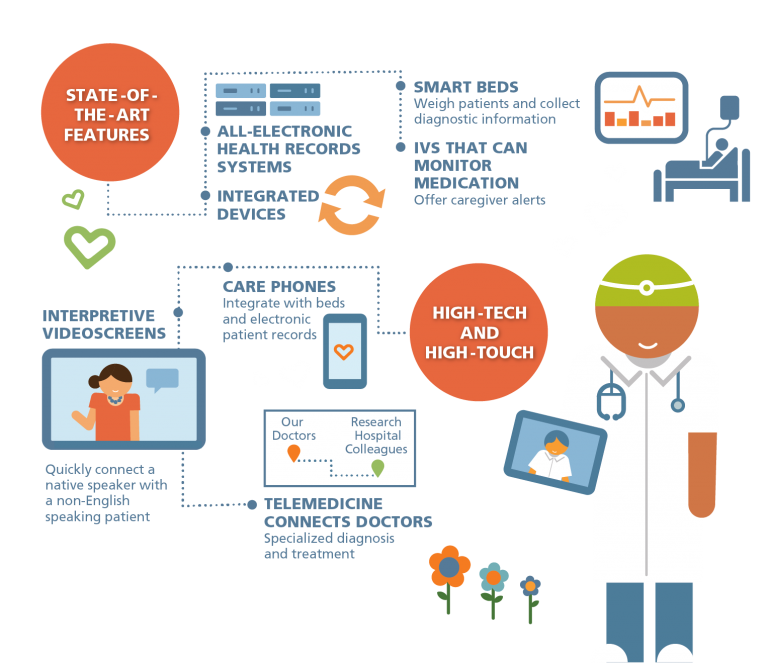 STATE-OF-
THE-ART
FEATURES
ALL-ELECTRONIC
HEALTH RECORDS
SYSTEMS
INTEGRATED
DEVICES
SMART BEDS
Weigh patients and collect
diagnostic information
IVS THAT CAN
MONITOR
MEDICATION
Offer caregiver alerts
HIGH-TECH
AND
HIGH-TOUCH
CARE PHONES
Integrate with beds
and electronic
patient records
INTERPRETIVE
VIDEOSCREENS
Quickly connect a
native speaker with
a non-English
speaking patient
Our
Doctors
Research
Hospital
Colleagues
TELEMEDICINE
CONNECTS DOCTORS
Specialized diagnosis
and treatment